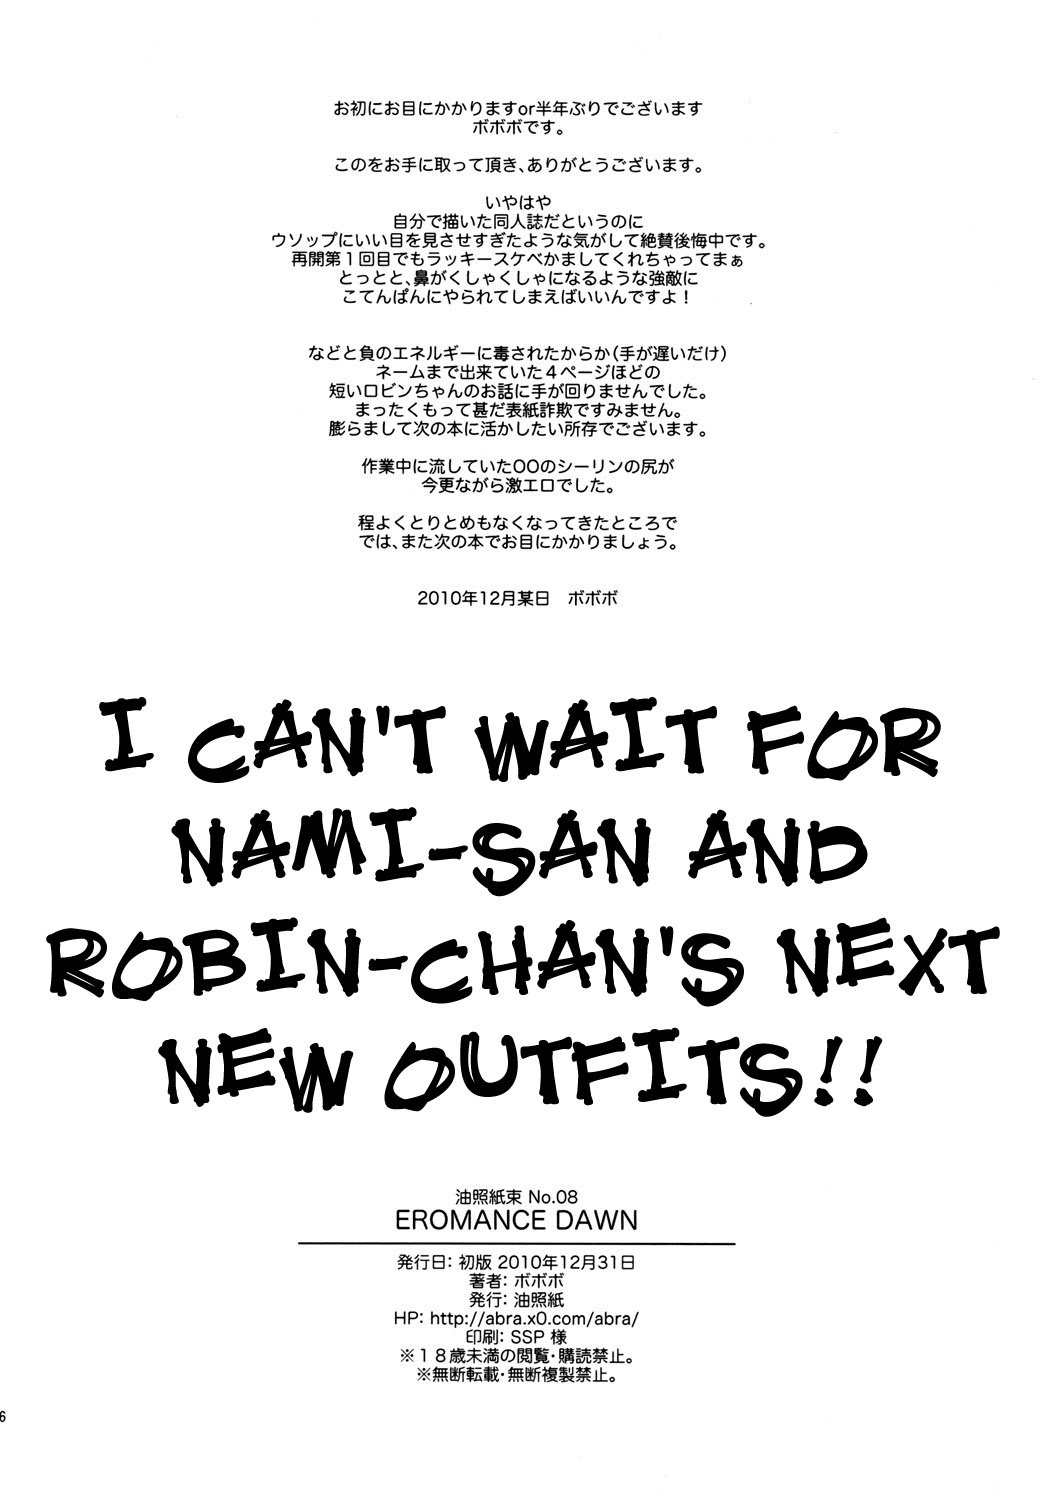 お初にお目にかかりますor半年ぶりでございます
ボボボです。
このをお手に取って頂き、ありがとうございます。
いやはや
自分で描いた同人誌だというのに
ウソップにいい目を見させすぎたような気がして絶賛後悔中です。
再開第１回目でもラッキースケベかましてくれちゃってまぁ
とっとと、鼻がくしゃくしゃになるような強敵に
こてんぱんにやられてしまえばいいんですよ！
などと負のエネルギーに毒されたからか（手が遅いだけ）
ネームまで出来ていた４ページほどの
短いロビンちゃんのお話に手が回りませんでした。
まったくもって甚だ表紙詐欺ですみません。
膨らまして次の本に活かしたい所存でございます。
作業中に流していた〇〇のシーリンの尻が
今更ながら激エロでした。
程よくとりとめもなくなってきたところで
では、また次の本でお目にかかりましょう。
2010年12月某日　ボボボ
I CAN'T WAIT FOR
NAMI-SAN AND
ROBIN-CHAN'S NEXT
NEW OUTFITS!!
油照紙束 No.08
EROMANCE DAWN
発行日: 初版 2010年12月31日
著者: ボボボ
発行: 油照紙
HP: http://abra.x0.com/abra/
印刷: SSP 様
※１８歳未満の閲覧・購読禁止。
※無断転載・無断複製禁止。
6